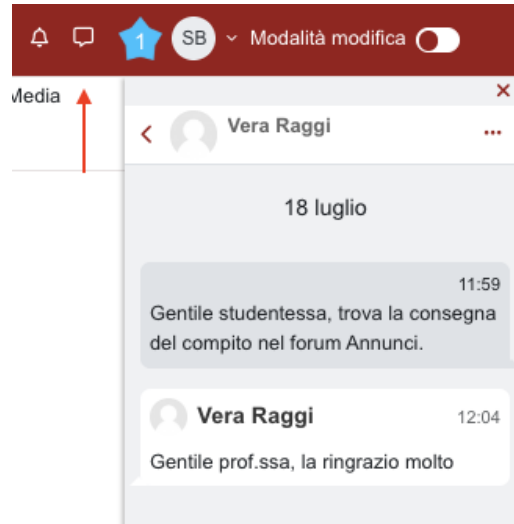 1 SB Modalità modifica
Media
Vera Raggi
18 luglio
11:59
Gentile studentessa, trova la consegna
del compito nel forum Annunci.
Vera Raggi 12:04
Gentile prof.ssa, la ringrazio molto